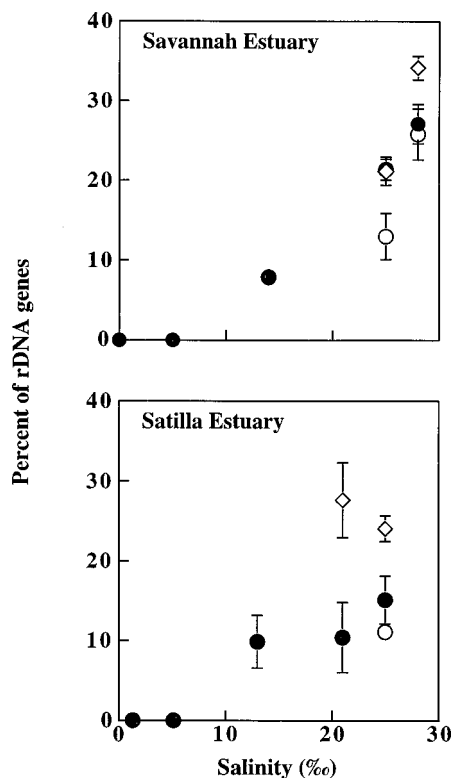 Percent of rDNA genes
40
Savannah Estuary
30
20
10
0
40
Satilla Estuary
30
20
10
0
0 10 20 30
Salinity (‰)